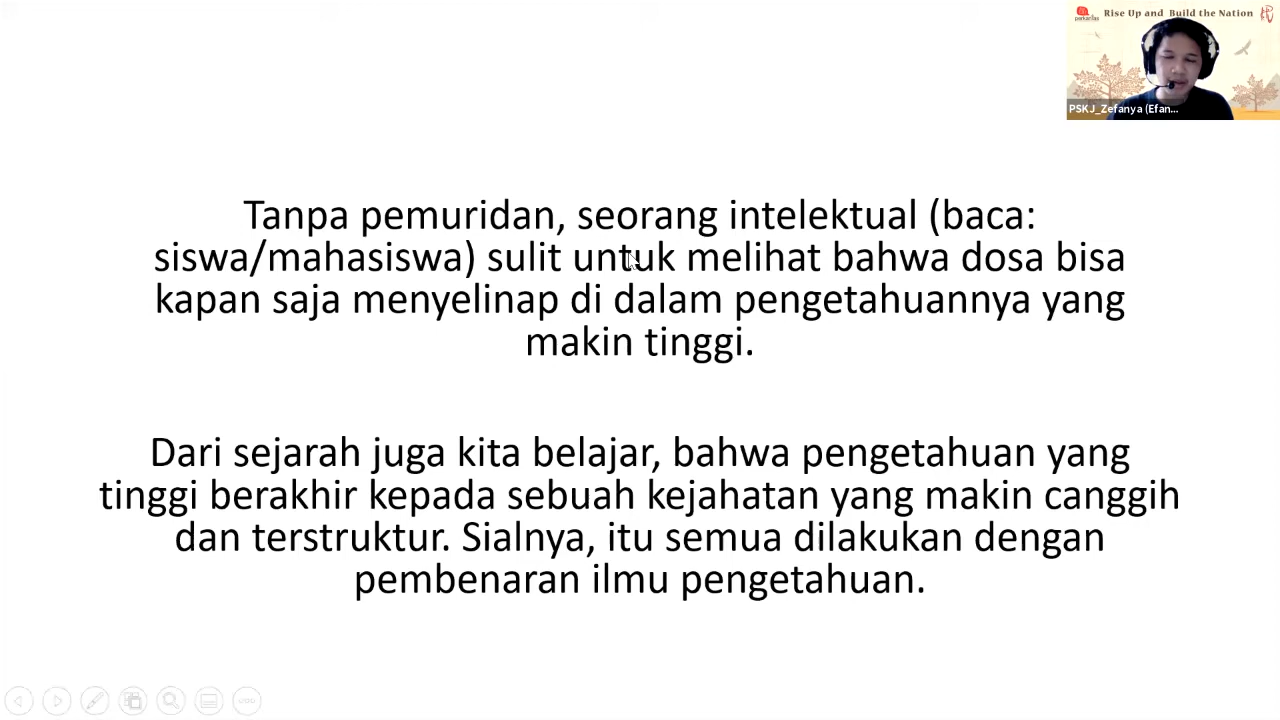 Rise Up and Build the Nation
perkantas
PSKJ_Zefanya (Efan...
Tanpa pemuridan, seorang intelektual (baca:
siswa/mahasiswa) sulit untuk melihat bahwa dosa bisa
kapan saja menyelinap di dalam pengetahuannya yang
makin tinggi.
Dari sejarah juga kita belajar, bahwa pengetahuan yang
tinggi berakhir kepada sebuah kejahatan yang makin canggih
dan terstruktur. Sialnya, itu semua dilakukan dengan
pembenaran ilmu pengetahuan.